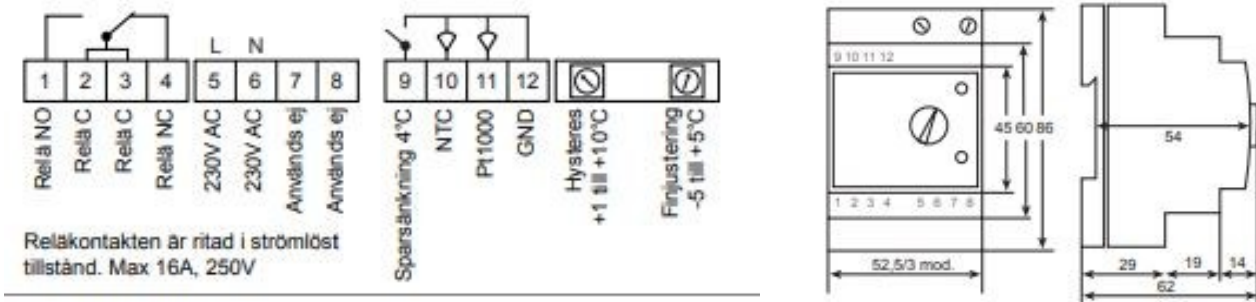 L N
1 2 3 4 5 6 7 8
9 10 11 12
Relä NO
Relä C
Relä C
Relä NC
230V AC
230V AC
Används ej
Används ej
Sparsänkning 4°C
NTC
Pt1000
GND
Hysteres
+1 till +10°C
Finjustering
-5 till +5°C
Reläkontakten är ritad i strömlöst
tillstånd. Max 16A, 250V
9 10 11 12
45 60 86
1 2 3 4 5 6 7 8
52,5/3 mod.
54
29 19 14
62